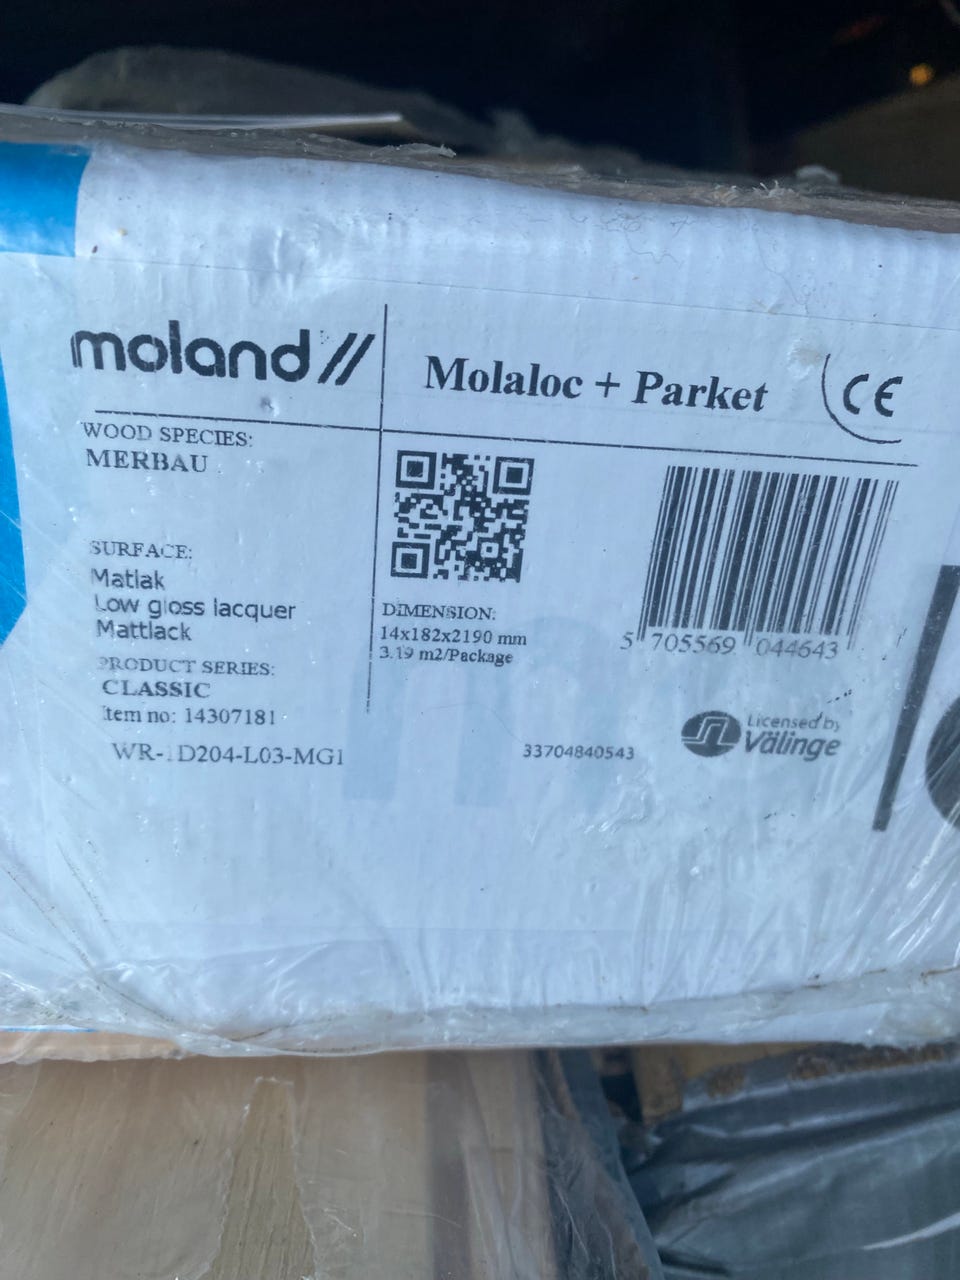 moland//
Molaloc + Parket
CE
WOOD SPECIES:
MERBAU
SURFACE:
Matlak
Low gloss lacquer
Mattlack
PRODUCT SERIES:
CLASSIC
Item no: 14307181
DIMENSION:
14x182x2190 mm
3.19 m2/Package
5 705569 044643
Licensed by
Välinge
33704840543